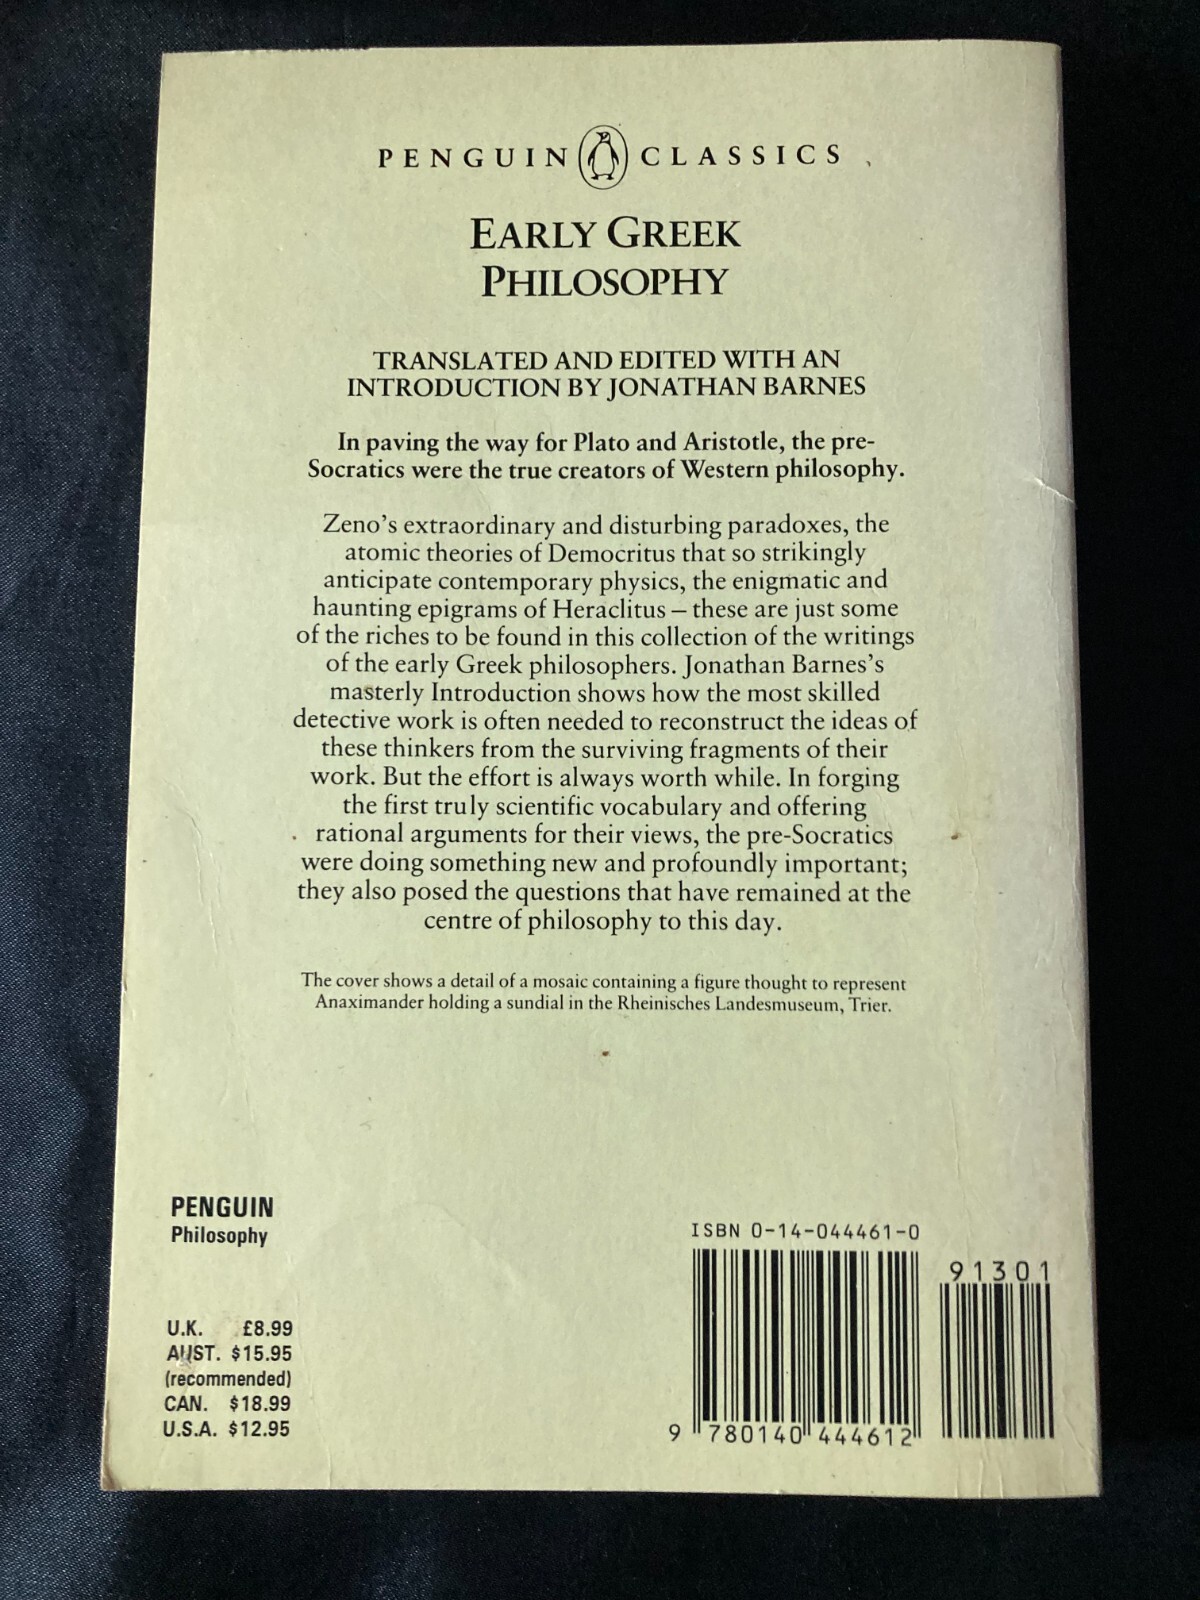 PENGUIN CLASSICS
EARLY GREEK
PHILOSOPHY
TRANSLATED AND EDITED WITH AN
INTRODUCTION BY JONATHAN BARNES
In paving the way for Plato and Aristotle, the pre-
Socratics were the true creators of Western philosophy.
Zeno's extraordinary and disturbing paradoxes, the
atomic theories of Democritus that so strikingly
anticipate contemporary physics, the enigmatic and
haunting epigrams of Heraclitus – these are just some
of the riches to be found in this collection of the writings
of the early Greek philosophers. Jonathan Barnes's
masterly Introduction shows how the most skilled
detective work is often needed to reconstruct the ideas of
these thinkers from the surviving fragments of their
work. But the effort is always worth while. In forging
the first truly scientific vocabulary and offering
rational arguments for their views, the pre-Socratics
were doing something new and profoundly important;
they also posed the questions that have remained at the
centre of philosophy to this day.
The cover shows a detail of a mosaic containing a figure thought to represent
Anaximander holding a sundial in the Rheinisches Landesmuseum, Trier.
PENGUIN
Philosophy
U.K. £8.99
AUST. $15.95
(recommended)
CAN. $18.99
U.S.A. $12.95
ISBN 0-14-044461-0
91301
9 780140 444612